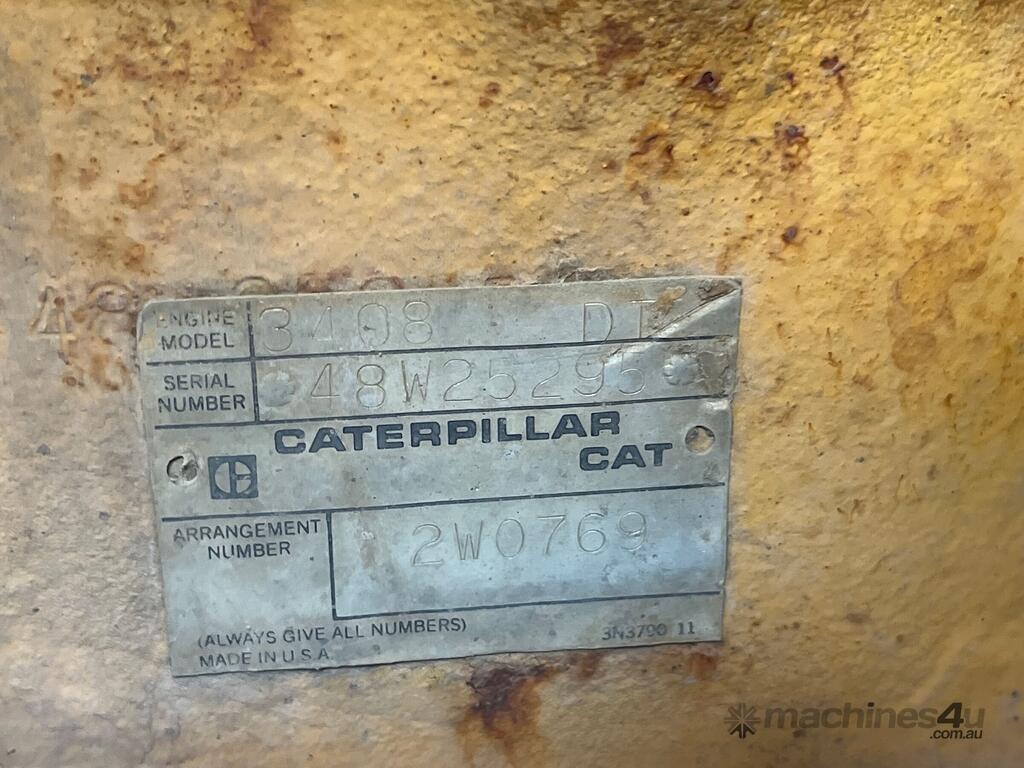 ENGINE MODEL 3408 DI
SERIAL NUMBER *48W25295*
CATERPILLAR
CAT
ARRANGEMENT NUMBER 2W0769
(ALWAYS GIVE ALL NUMBERS)
MADE IN U.S.A.
3N3790 11
machines4u
.com.au